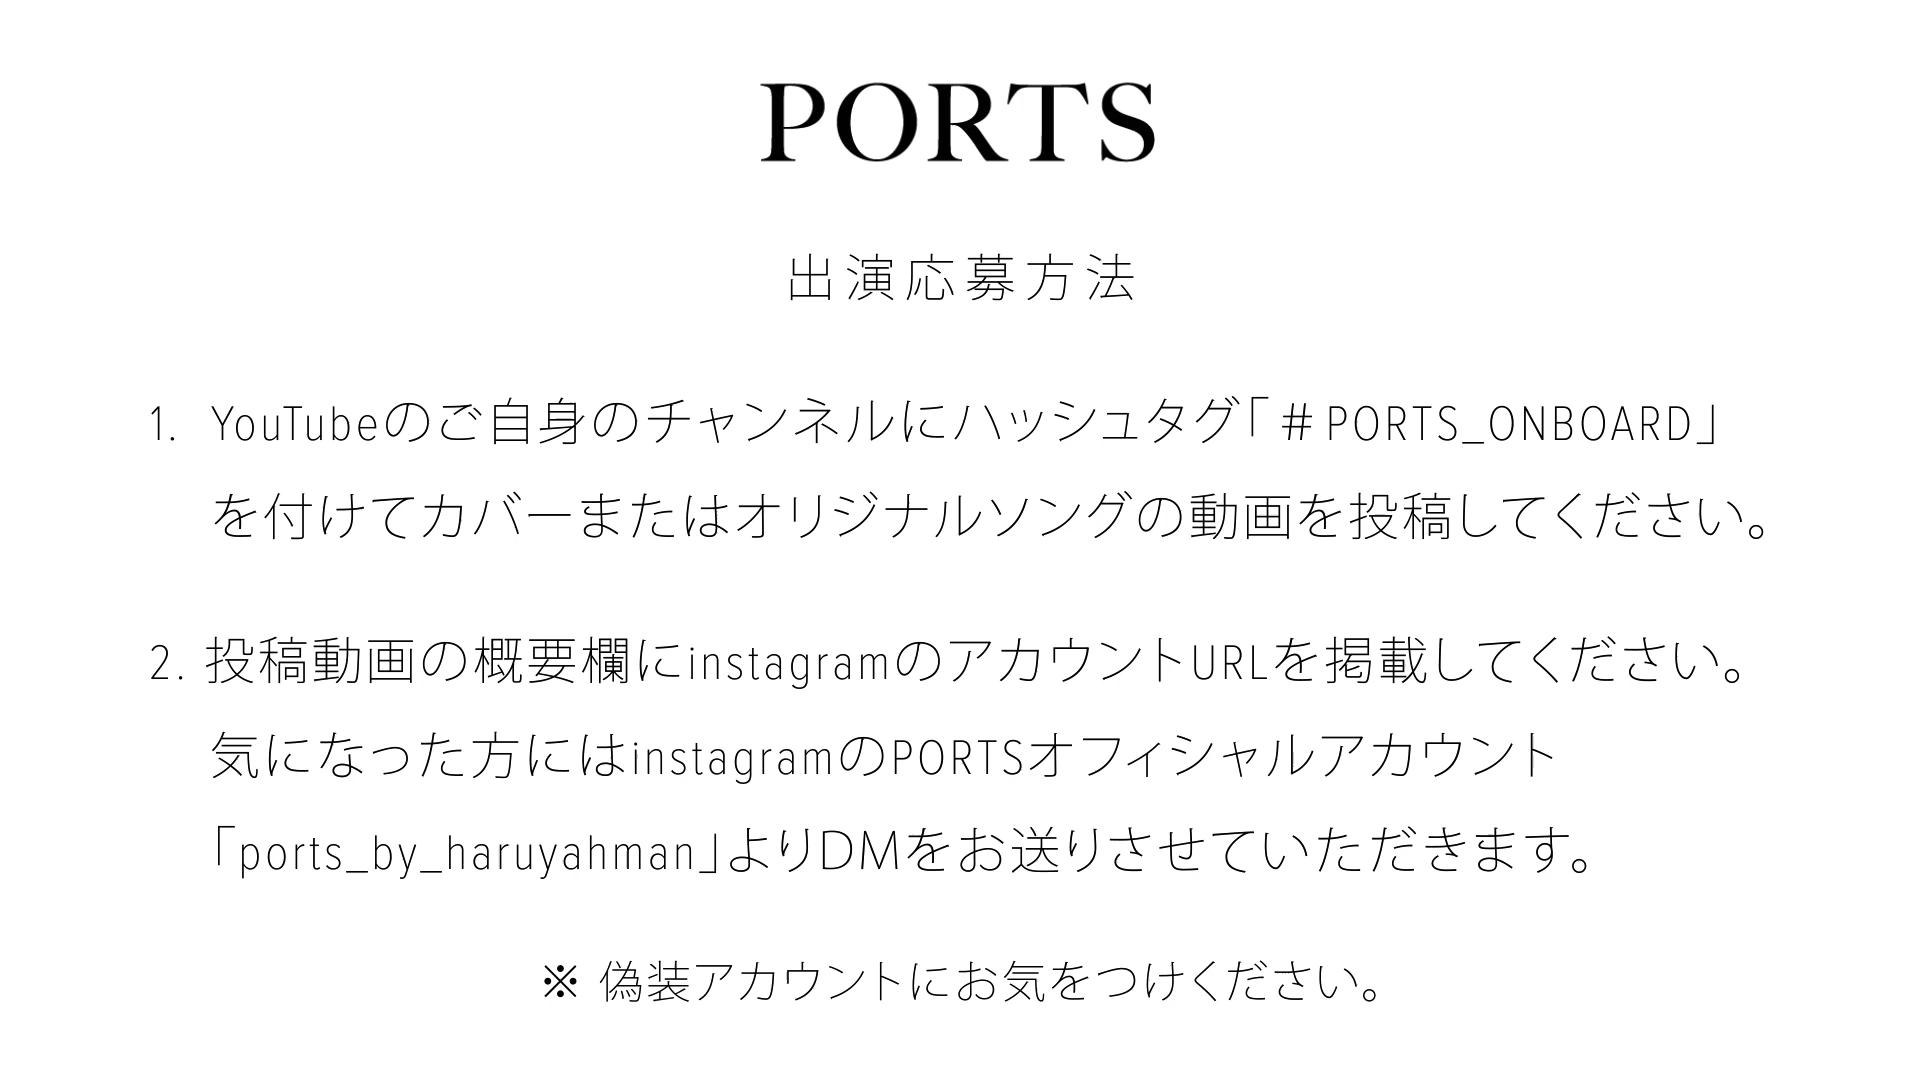 PORTS
出演応募方法
1. YouTubeのご自身のチャンネルにハッシュタグ「＃PORTS_ONBOARD」
を付けてカバーまたはオリジナルソングの動画を投稿してください。
2. 投稿動画の概要欄にinstagramのアカウントURLを掲載してください。
気になった方にはinstagramのPORTSオフィシャルアカウント
「ports_by_haruyahman」よりDMをお送りさせていただきます。
※ 偽装アカウントにお気をつけください。